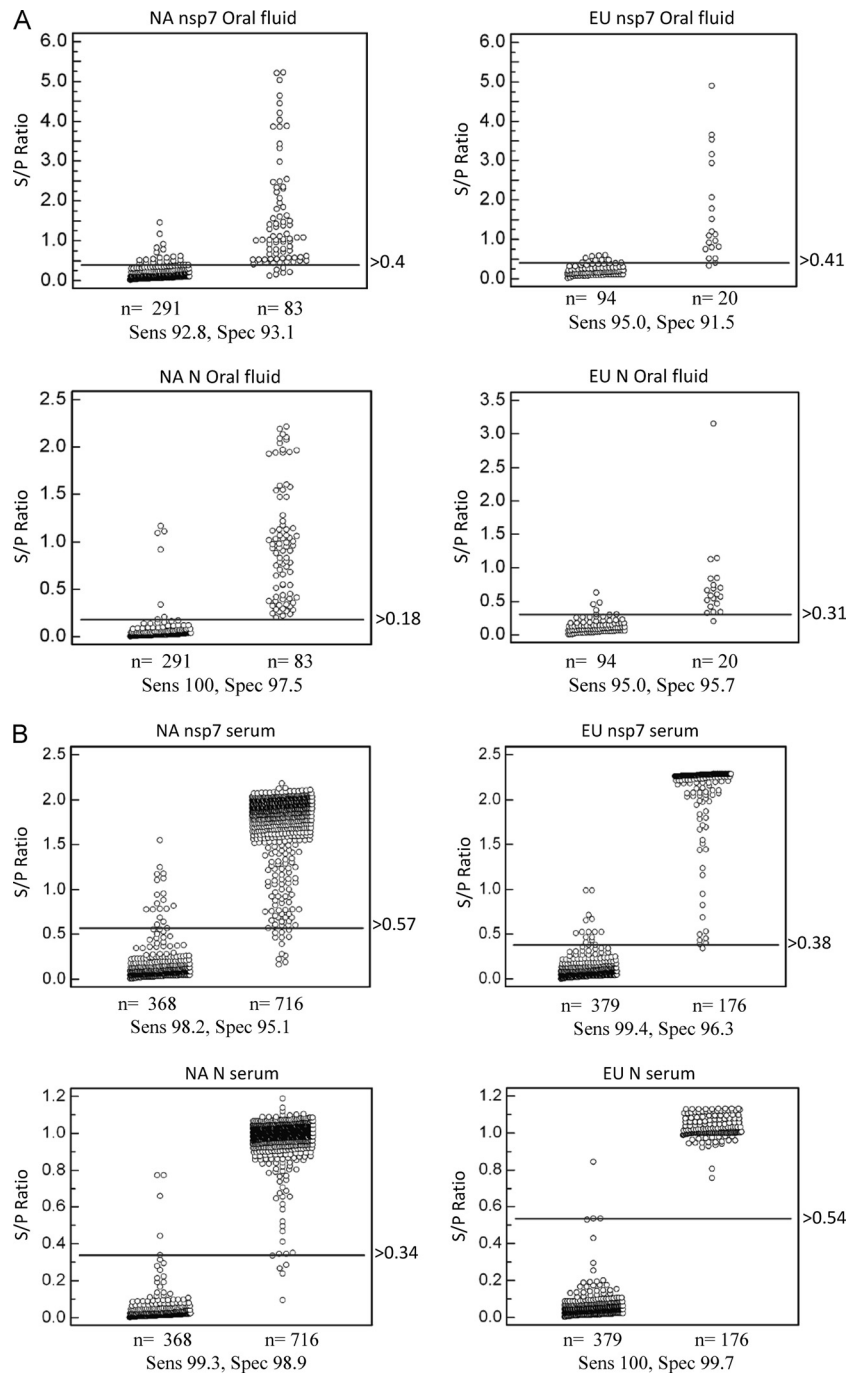 A
NA nsp7 Oral fluid
S/P Ratio
6.0
5.0
4.0
3.0
2.0
1.0
0.0
>0.4
n= 291
n= 83
Sens 92.8, Spec 93.1
EU nsp7 Oral fluid
S/P Ratio
6.0
5.0
4.0
3.0
2.0
1.0
0.0
>0.41
n= 94
n= 20
Sens 95.0, Spec 91.5
NA N Oral fluid
S/P Ratio
2.5
2.0
1.5
1.0
0.5
0.0
>0.18
n= 291
n= 83
Sens 100, Spec 97.5
EU N Oral fluid
S/P Ratio
3.5
3.0
2.5
2.0
1.5
1.0
0.5
0.0
>0.31
n= 94
n= 20
Sens 95.0, Spec 95.7
B
NA nsp7 serum
S/P Ratio
2.5
2.0
1.5
1.0
0.5
0.0
>0.57
n= 368
n= 716
Sens 98.2, Spec 95.1
EU nsp7 serum
S/P Ratio
2.5
2.0
1.5
1.0
0.5
0.0
>0.38
n= 379
n= 176
Sens 99.4, Spec 96.3
NA N serum
S/P Ratio
1.2
1.0
0.8
0.6
0.4
0.2
0.0
>0.34
n= 368
n= 716
Sens 99.3, Spec 98.9
EU N serum
S/P Ratio
1.2
1.0
0.8
0.6
0.4
0.2
0.0
>0.54
n= 379
n= 176
Sens 100, Spec 99.7